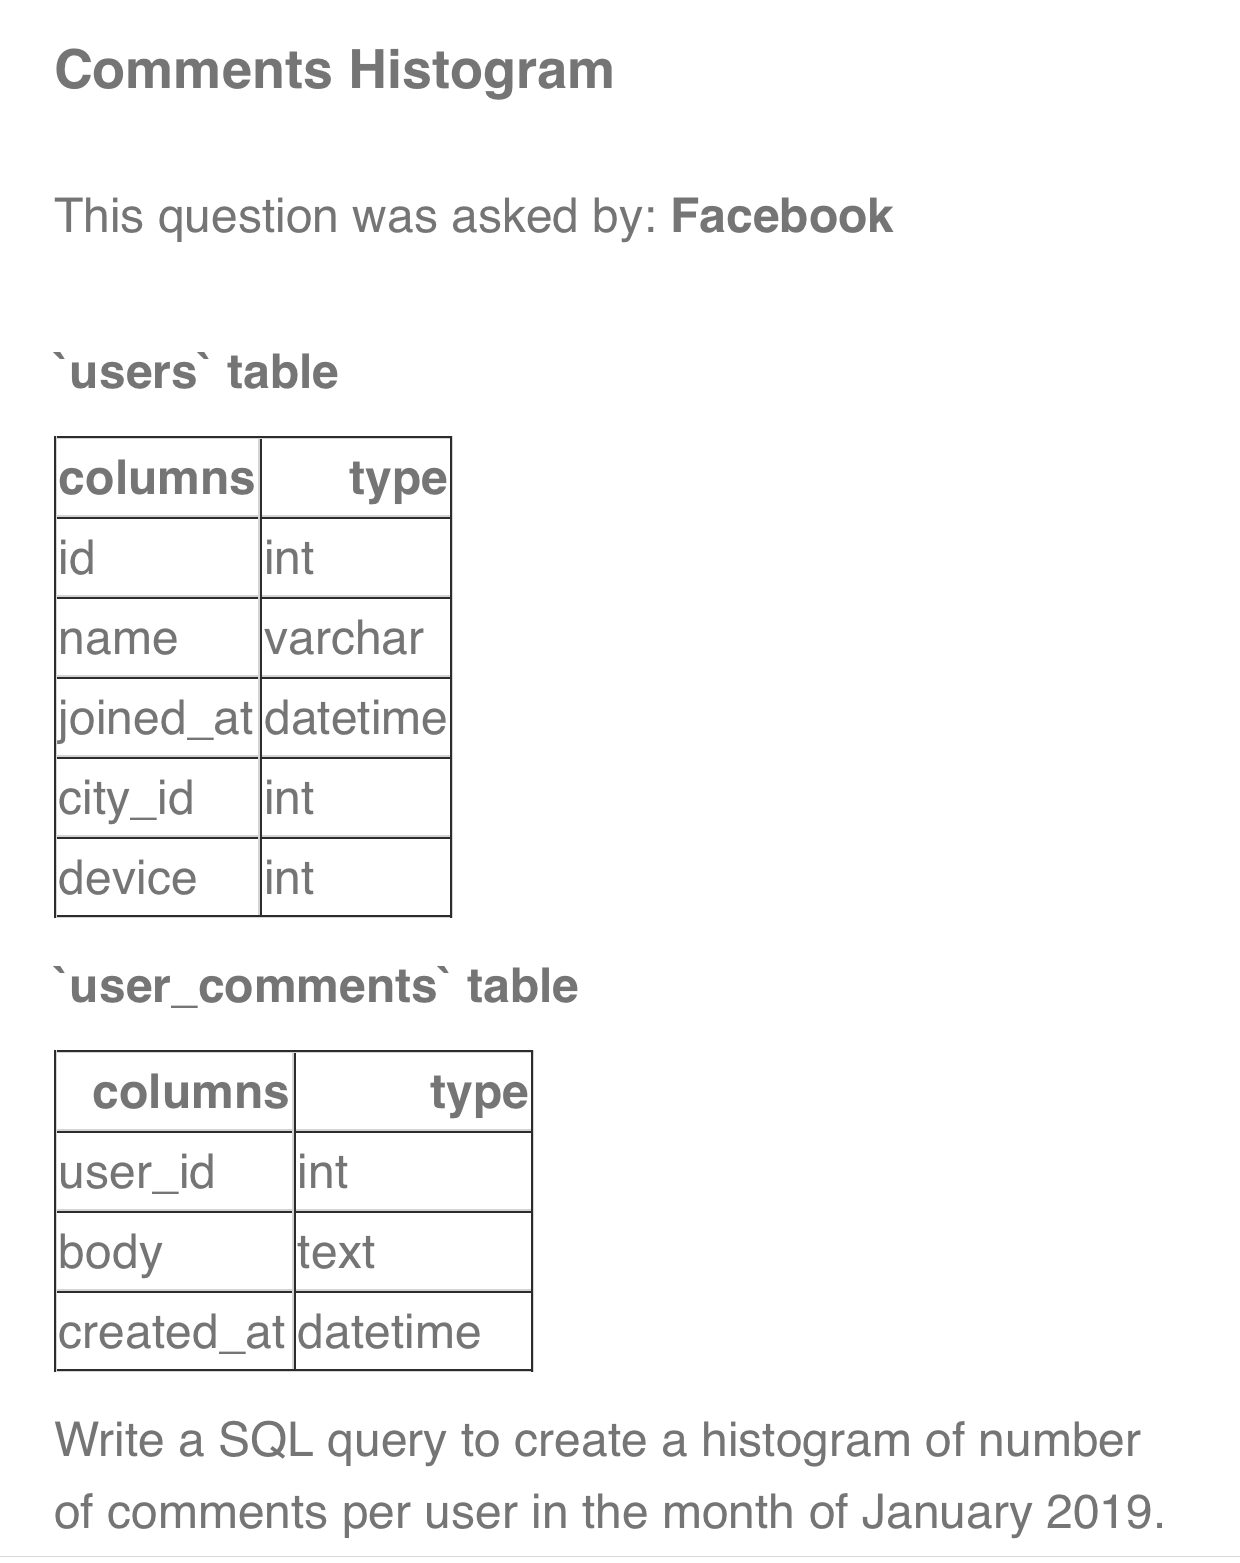 Comments Histogram
This question was asked by: Facebook
`users` table
columns type
id int
name varchar
joined_at datetime
city_id int
device int
`user_comments` table
columns type
user_id int
body text
created_at datetime
Write a SQL query to create a histogram of number
of comments per user in the month of January 2019.